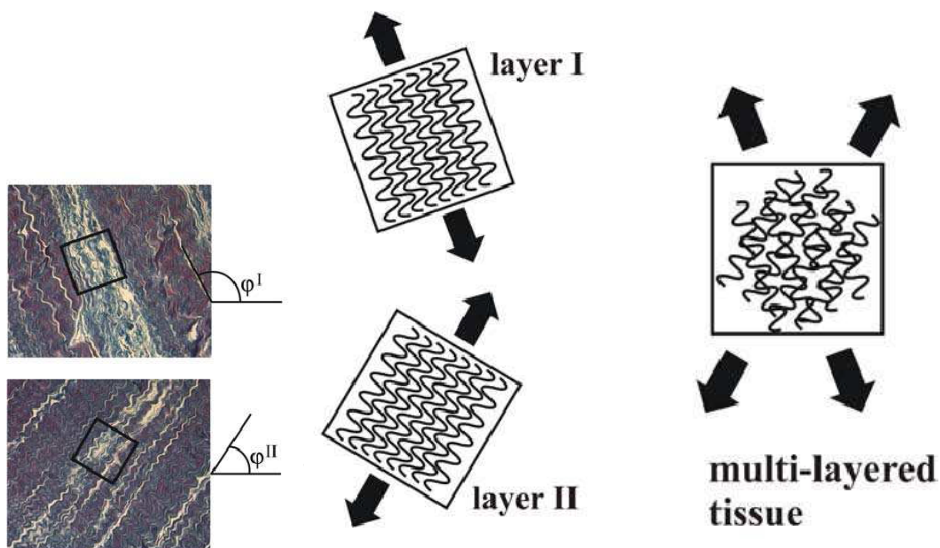 layer I
φI
φII
layer II
multi-layered
tissue